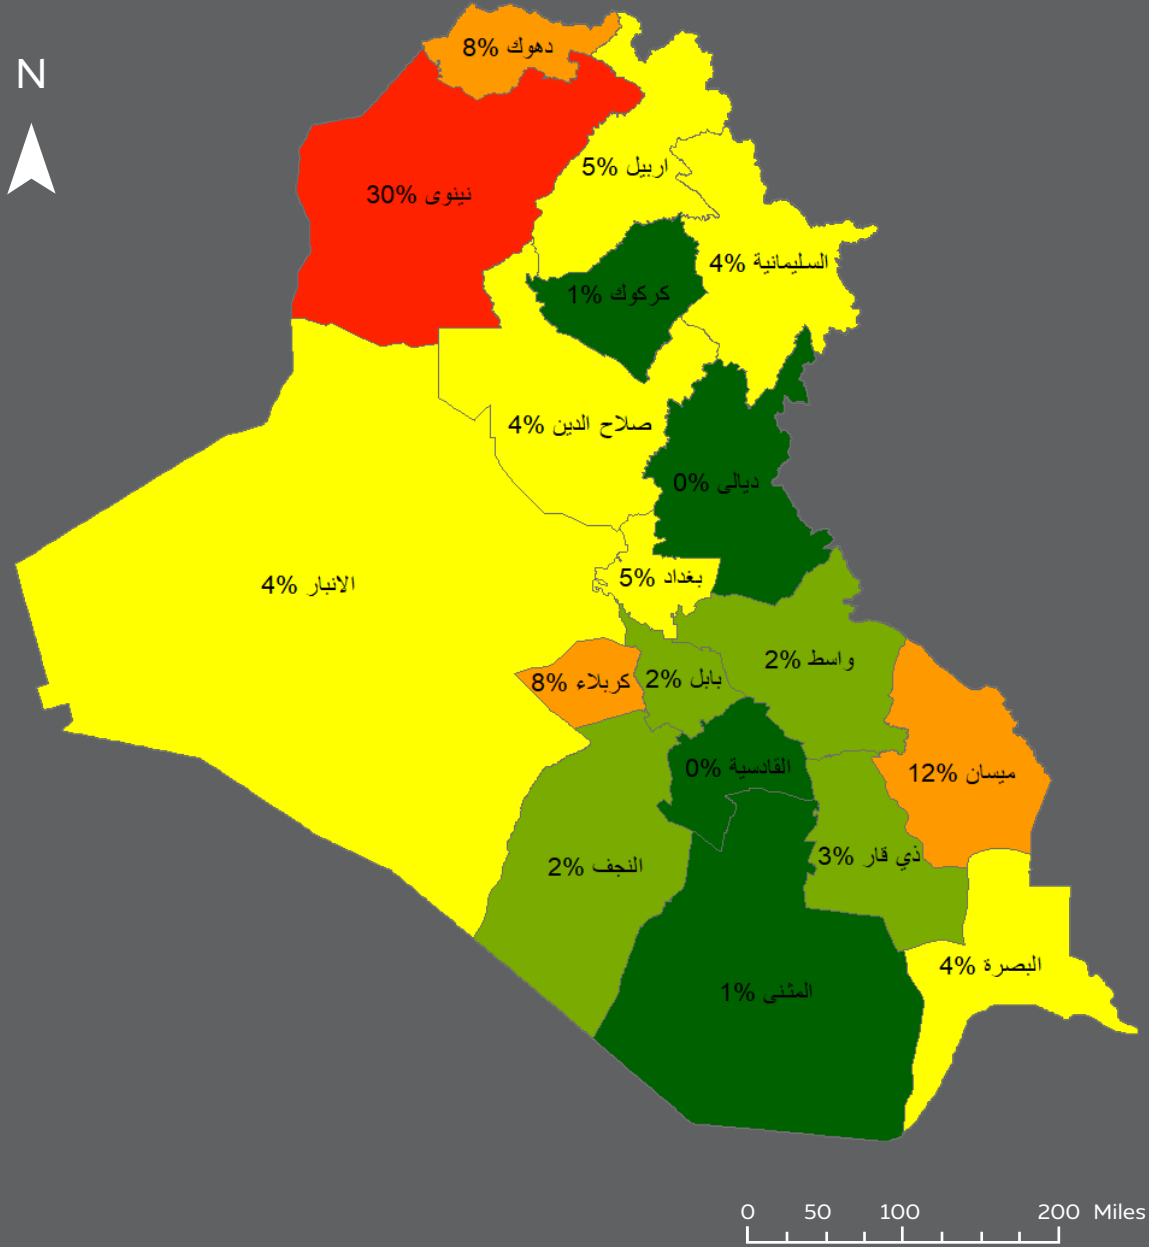 دهوك 8%
N
اربيل 5%
نينوى 30%
السليمانية 4%
كركوك 1%
صلاح الدين 4%
ديالى 0%
بغداد 5%
الانبار 4%
واسط 2%
بابل 2%
كربلاء 8%
القادسية 0%
ميسان 12%
ذي قار 3%
النجف 2%
البصرة 4%
المثنى 1%
0 50 100 200 Miles